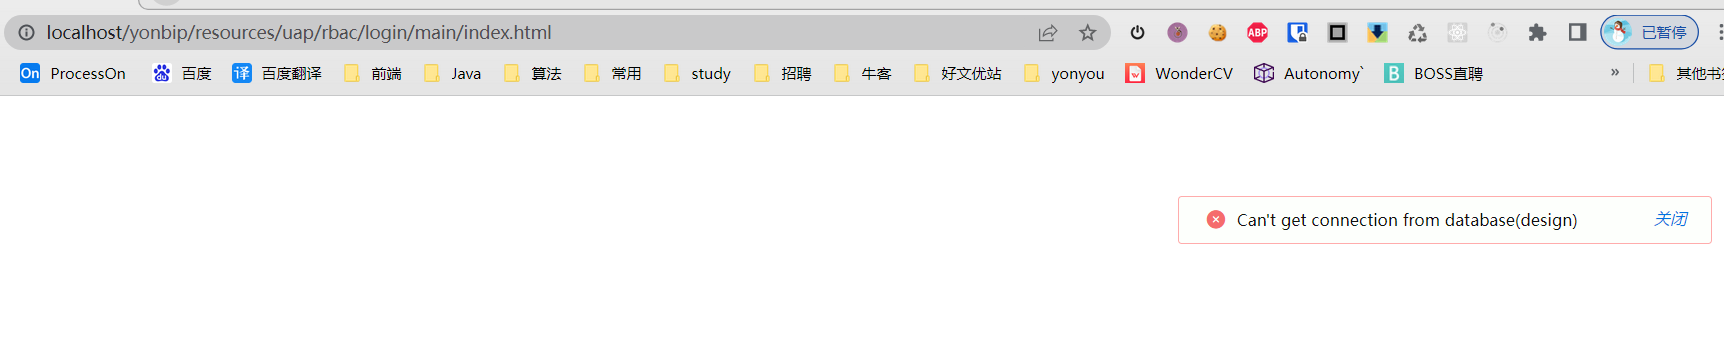 localhost/yonbip/resources/uap/rbac/login/main/index.html ABP 已暂停
On ProcessOn 百度 译 百度翻译 前端 Java 算法 常用 study 招聘 牛客 好文优站 yonyou WonderCV Autonomy` B BOSS直聘 » 其他书
Can't get connection from database(design) 关闭